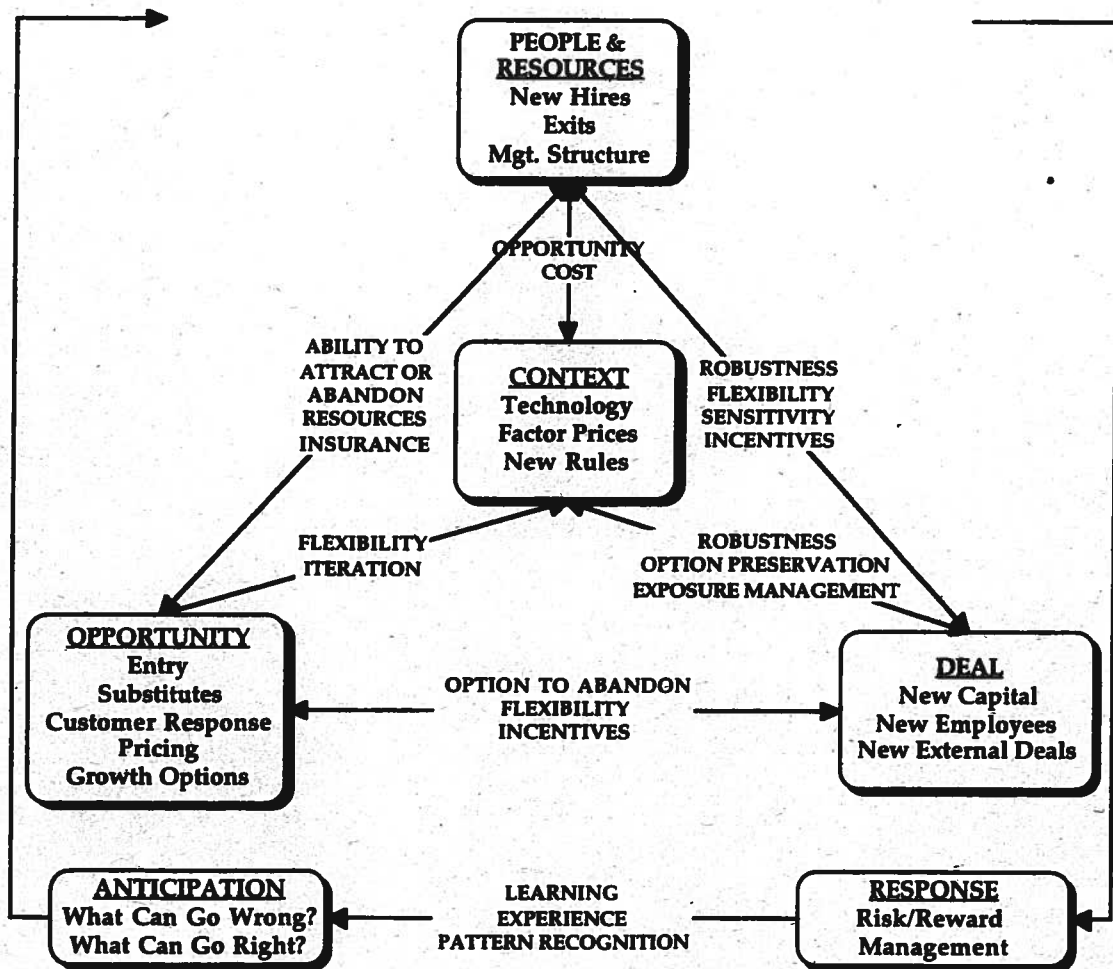 PEOPLE &
RESOURCES
New Hires
Exits
Mgt. Structure
OPPORTUNITY
COST
ABILITY TO
ATTRACT OR
ABANDON
RESOURCES
INSURANCE
CONTEXT
Technology
Factor Prices
New Rules
ROBUSTNESS
FLEXIBILITY
SENSITIVITY
INCENTIVES
FLEXIBILITY
ITERATION
ROBUSTNESS
OPTION PRESERVATION
EXPOSURE MANAGEMENT
OPPORTUNITY
Entry
Substitutes
Customer Response
Pricing
Growth Options
OPTION TO ABANDON
FLEXIBILITY
INCENTIVES
DEAL
New Capital
New Employees
New External Deals
ANTICIPATION
What Can Go Wrong?
What Can Go Right?
LEARNING
EXPERIENCE
PATTERN RECOGNITION
RESPONSE
Risk/Reward
Management